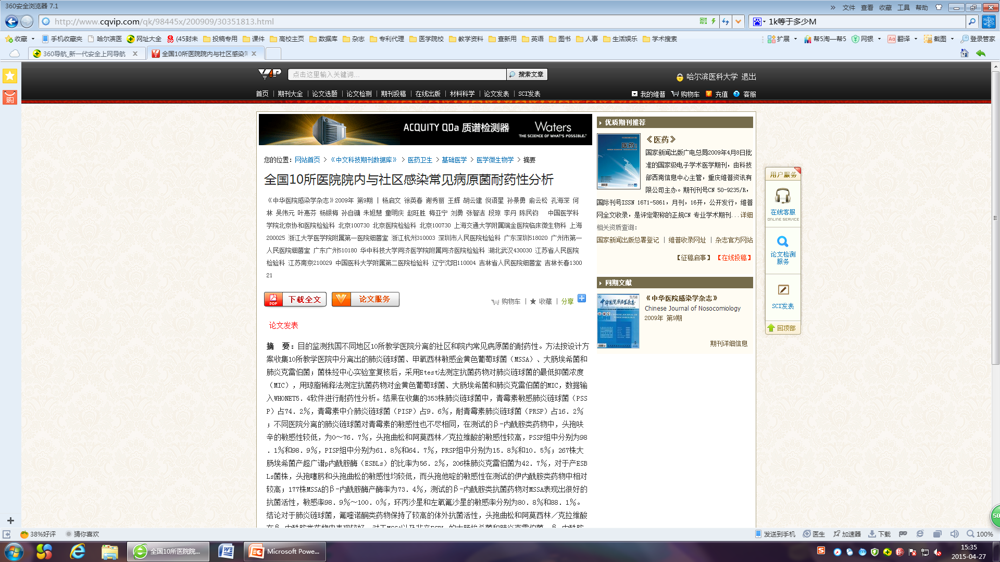 360安全浏览器 7.1
» 文件 查看 收藏 工具 帮助
http://www.cqvip.com/qk/98445x/200909/30351813.html
1k等于多少M
收藏 手机收藏夹 哈尔滨医 网址大全 (45封未 投稿专用 课件 高校主页 数据库 杂志 专利代理 医学院校 教学资料 查新用 英语 图书 人事 生活娱乐 学术搜索
扩展 帮5淘—帮5 网银 翻译 截图 登录管家
360导航_新一代安全上网导航
全国10所医院院内与社区感染常
购
VIP
点击这里输入关键词...
搜索文章
哈尔滨医科大学 退出
首页 | 期刊大全 | 论文选题 | 论文检测 | 期刊投稿 | 在线出版 | 材料科学 | 论文发表 | SCI发表
我的维普 购物车 充值 客服
ACQUITY QDa 质谱检测器
Waters
THE SCIENCE OF WHAT'S POSSIBLE.
您的位置：网站首页 > 《中文科技期刊数据库》 > 医药卫生 > 基础医学 > 医学微生物学 > 摘要
全国10所医院院内与社区感染常见病原菌耐药性分析
《中华医院感染学杂志》2009年 第9期 | 杨启文 徐英春 谢秀丽 王辉 胡云建 倪语星 孙景勇 俞云松 孔海深 何
林 吴伟元 叶惠芬 杨银梅 孙自镛 朱旭慧 童明庆 赵旺胜 梅亚宁 刘勇 张智洁 段琼 李丹 陈民钧 中国医学科
学院北京协和医院检验科 北京100730 北京医院检验科 北京100730 上海交通大学附属瑞金医院临床微生物科 上海
200025 浙江大学医学院附属第一医院细菌室 浙江杭州310003 深圳市人民医院检验科 广东深圳518020 广州市第一
人民医院细菌室 广东广州510180 华中科技大学同济医学院附属同济医院检验科 湖北武汉430030 江苏省人民医院
检验科 江苏南京210029 中国医科大学附属第二医院检验科 辽宁沈阳110004 吉林省人民医院细菌室 吉林长春1300
21
PDF
下载全文
论文服务
购物车 | ★ 收藏 | 分享
论文发表
摘　要：目的监测我国不同地区10所教学医院分离的社区和院内常见病原菌的耐药性。方法按设计方
案收集10所教学医院中分离出的肺炎链球菌、甲氧西林敏感金黄色葡萄球菌（MSSA）、大肠埃希菌和
肺炎克雷伯菌；菌株经中心实验室复核后，采用Etest法测定抗菌药物对肺炎链球菌的最低抑菌浓度
（MIC），用琼脂稀释法测定抗菌药物对金黄色葡萄球菌、大肠埃希菌和肺炎克雷伯菌的MIC，数据输
入WHONET5．4软件进行耐药性分析。结果在收集的353株肺炎链球菌中，青霉素敏感肺炎链球菌（PSS
P）占74．2％，青霉素中介肺炎链球菌（PISP）占9．6％，耐青霉素肺炎链球菌（PRSP）占16．2％
；不同医院分离的肺炎链球菌对青霉素的敏感性也不尽相同，在测试的β-内酰胺类药物中，头孢呋
辛的敏感性较低，为0～76．7％，头孢曲松和阿莫西林／克拉维酸的敏感性较高，PSSP组中分别为98
．1％和98．9％，PISP组中分别为61．8％和64．7％，PRSP组中分别为15．8％和10．5％；267株大
肠埃希菌产超广谱p内酰胺酶（ESBLs）的比率为56．2％，206株肺炎克雷伯菌为42．7％，对于产ESB
Ls菌株，头孢噻肟和头孢曲松的敏感性均较低，而头孢他啶的敏感性在测试的伊内酰胺类药物中相对
较高；177株MSSA的β-内酰胺酶产酶率为73．4％，测试的β-内酰胺类抗菌药物对MSSA表现出很好的
抗菌活性，敏感率98．9％～100．0％，环丙沙星和左氧氟沙星的敏感率分别为80．8％和88．1％。
结论对于肺炎链球菌，氟喹诺酮类药物保持了较高的体外抗菌活性，头孢曲松和阿莫西林／克拉维酸
优质期刊推荐
医药
《医药》
国家新闻出版广电总局2009年4月8日批
准的国家级电子学术医学期刊，由科技
部西南信息中心主管，重庆维普资讯有
限公司主办。期刊刊号CN 50-9235/R，
国际刊号ISSN 1671-5861，月刊，16开，公开发行，维普
网全文收录，是评定职称的正规CN 专业学术期刊...详细
相关资质查询：
国家新闻出版总署登记 | 维普收录网址 | 杂志官方网站
【征稿启事】 【在线投稿】
同期文献
中华医院感染学杂志
《中华医院感染学杂志》
Chinese Journal of Nosocomiology
2009年 第9期
期刊详细信息
用户服务
在线客服
ONLINE SERVICE
论文检测
服务
SCI发表
回顶部
50
38%好评 猜你喜欢
发送到手机 医生 加速器 下载 100%
全国10所医院院...
Microsoft Powe...
15:35
2015-04-27